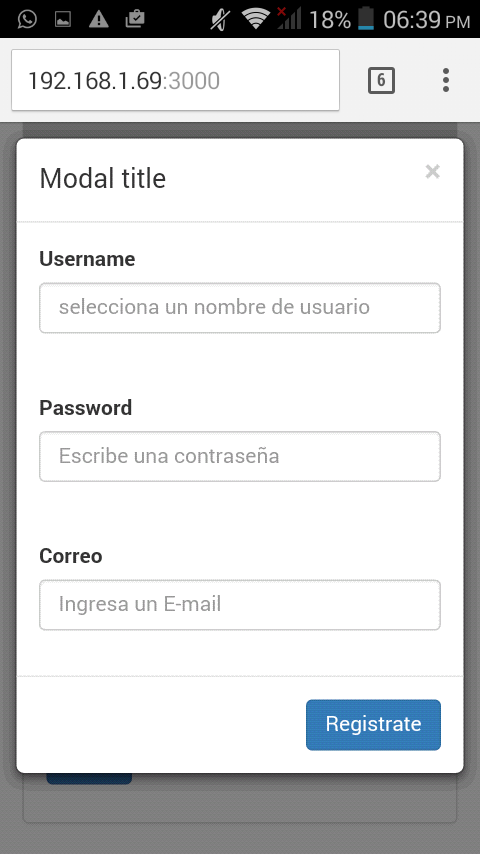 18% 06:39 PM
192.168.1.69:3000
6
Modal title
×
Username
selecciona un nombre de usuario
Password
Escribe una contraseña
Correo
Ingresa un E-mail
Registrate